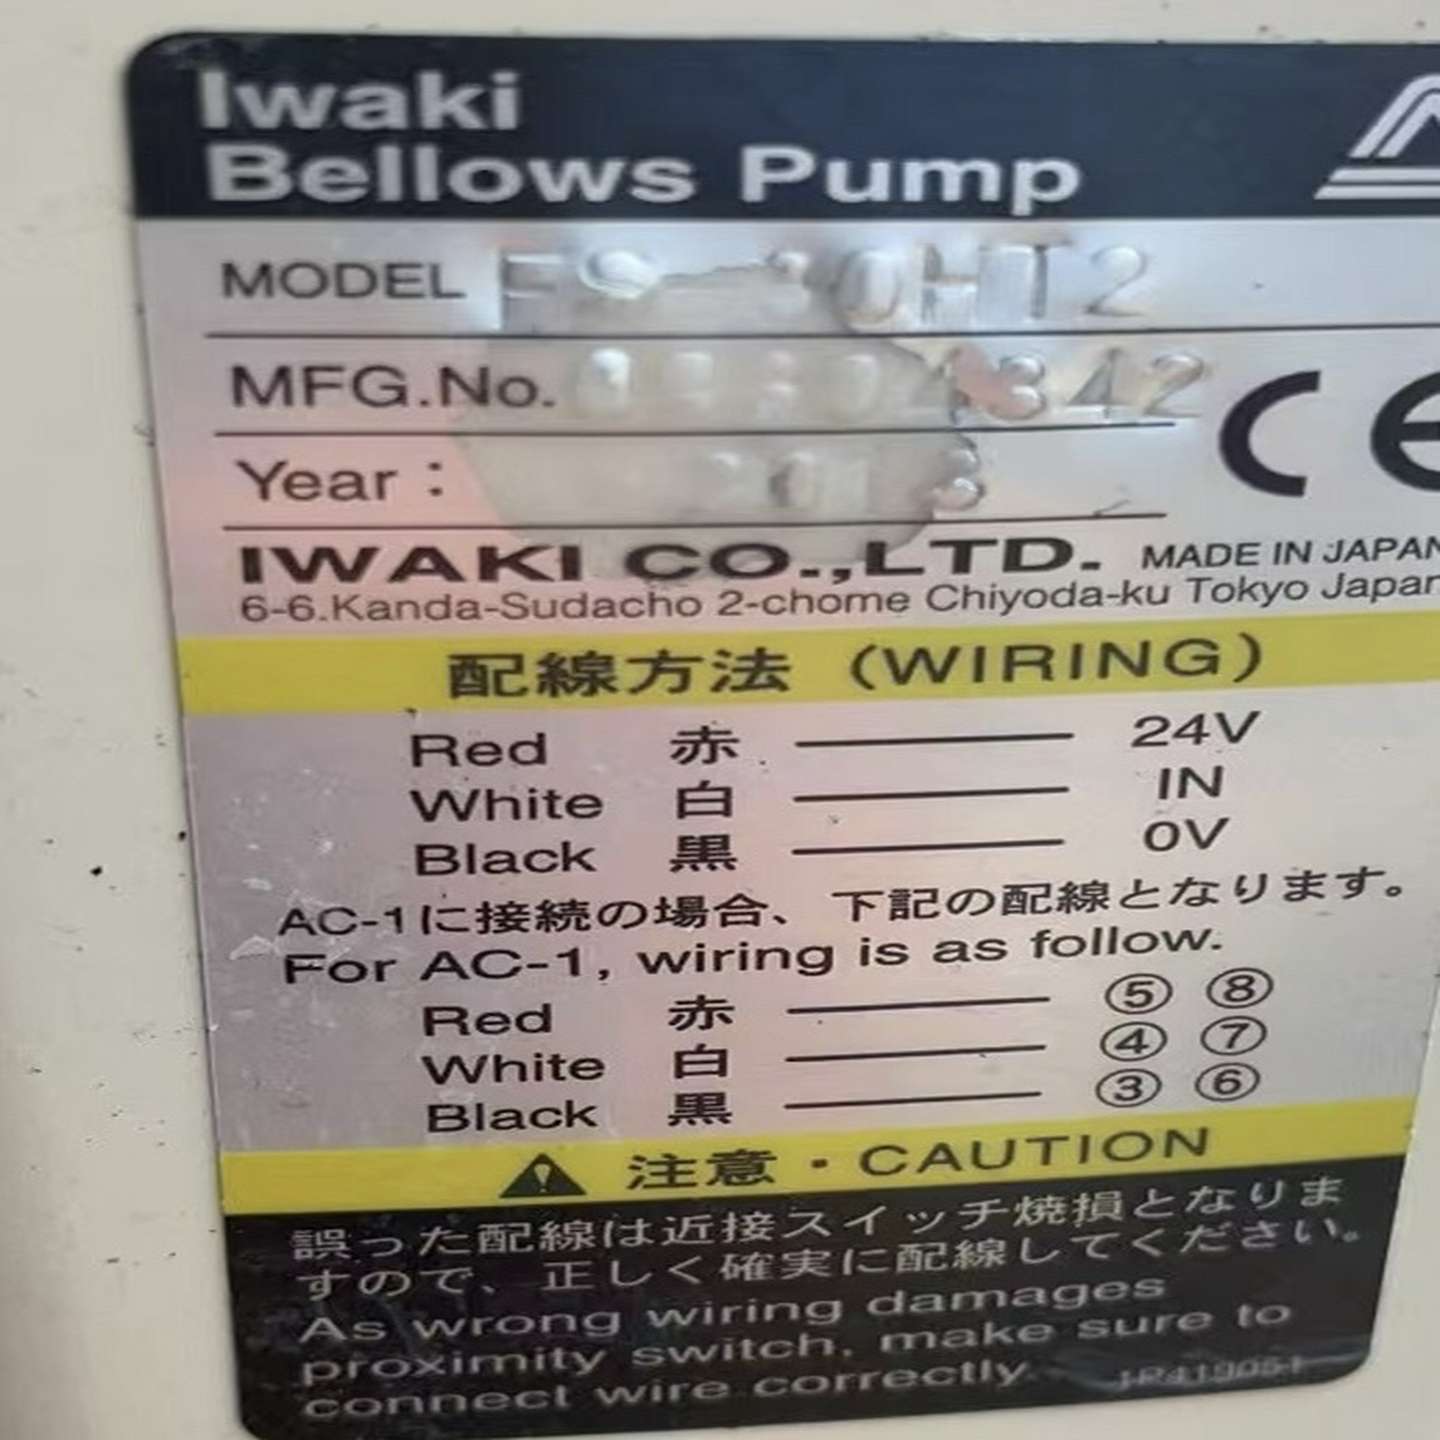 Iwaki
Bellows Pump
MODEL FS-30HT2
MFG.No.
Year :
CE
IWAKI CO.,LTD. MADE IN JAPAN
6-6.Kanda-Sudacho 2-chome Chiyoda-ku Tokyo Japan
配線方法 (WIRING)
Red 赤 24V
White 白 IN
Black 黒 0V
AC-1に接続の場合、下記の配線となります。
For AC-1, wiring is as follow.
Red 赤 ⑤ ⑧
White 白 ④ ⑦
Black 黒 ③ ⑥
注意・CAUTION
誤った配線は近接スイッチ焼損となりま
すので、正しく確実に配線してください。
As wrong wiring damages
proximity switch, make sure to
connect wire correctly